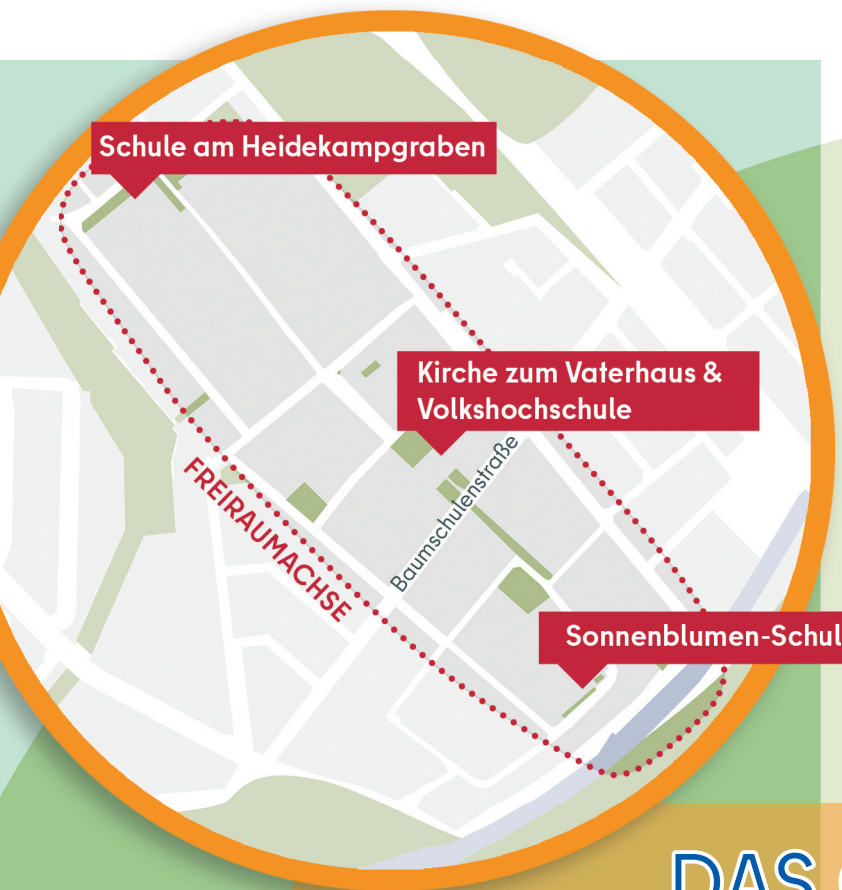 Schule am Heidekampgraben
Kirche zum Vaterhaus &
Volkshochschule
Baumschulenstraße
FREIRAUMACHSE
Sonnenblumen-Schul
DAS